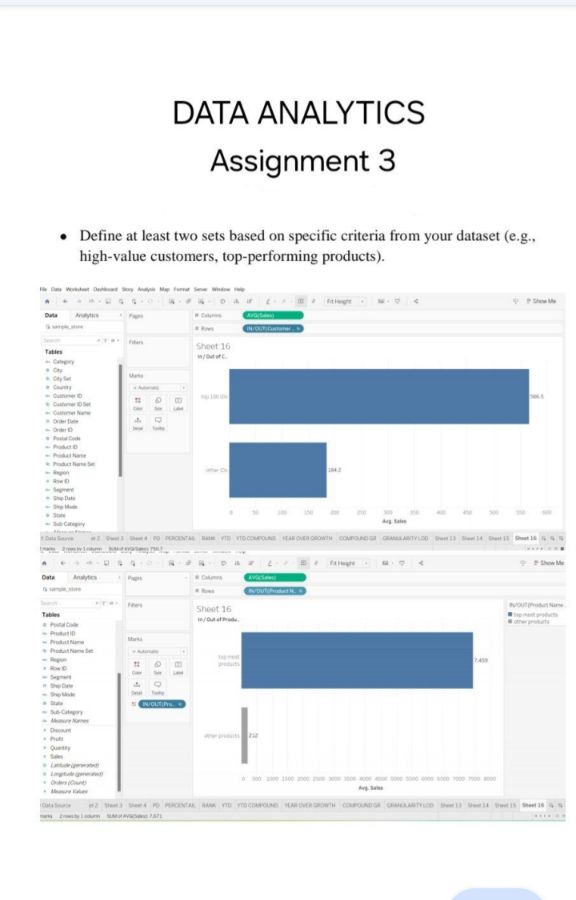 DATA ANALYTICS
Assignment 3
• Define at least two sets based on specific criteria from your dataset (e.g.,
high-value customers, top-performing products).
File Data Worksheet Dashboard Story Analysis Map Format Server Window Help
Fit Height Show Me
Data Analytics Pages Columns AVG(Sales)
sample_store Rows IN/OUT(Customer
Search Filters Sheet 16
Tables In / Out of C..
Category
City
City Set Marks
Country Automatic
Customer ID
Customer ID Set Color Size Label
Customer Name
Order Date Detail Tooltip
Order ID
Postal Code
Product ID
Product Name
Product Name Set
Region
Row ID
Segment
Ship Date
Ship Mode
State
Sub Category
top 100 IDs 586.5
other IDs 184.2
0 50 100 150 200 250 300 350 400 450 500 550 600
Avg. Sales
Data Source Sheet 3 Sheet 4 PD PERCENTAIL RANK YTD YTD COMPOUND YEAR OVER GROWTH COMPOUND GR GRANULARITY LOD Sheet 13 Sheet 14 Sheet 15 Sheet 16
2 rows by 1 column SUM of AVG(Sales): 750.7
Fit Height Show Me
Data Analytics Pages Columns AVG(Sales)
sample_store Rows IN/OUT(Product N..
Search Filters Sheet 16
Tables In / Out of Produ..
Postal Code
Product ID
Product Name Marks
Product Name Set Automatic
Region
Row ID Color Size Label
Segment
Ship Date Detail Tooltip
Ship Mode
State IN/OUT(Pro..
Sub-Category
Measure Names
Discount
Profit
Quantity
Sales
Latitude (generated)
Longitude (generated)
Orders (Count)
Measure Values
top most
products 7,459
other products 212
0 500 1000 1500 2000 2500 3000 3500 4000 4500 5000 5500 6000 6500 7000 7500 8000
Avg. Sales
IN/OUT(Product Name
top most products
other products
Data Source Sheet 3 Sheet 4 PD PERCENTAIL RANK YTD YTD COMPOUND YEAR OVER GROWTH COMPOUND GR GRANULARITY LOD Sheet 13 Sheet 14 Sheet 15 Sheet 16
marks 2 rows by 1 column SUM of AVG(Sales): 7,671